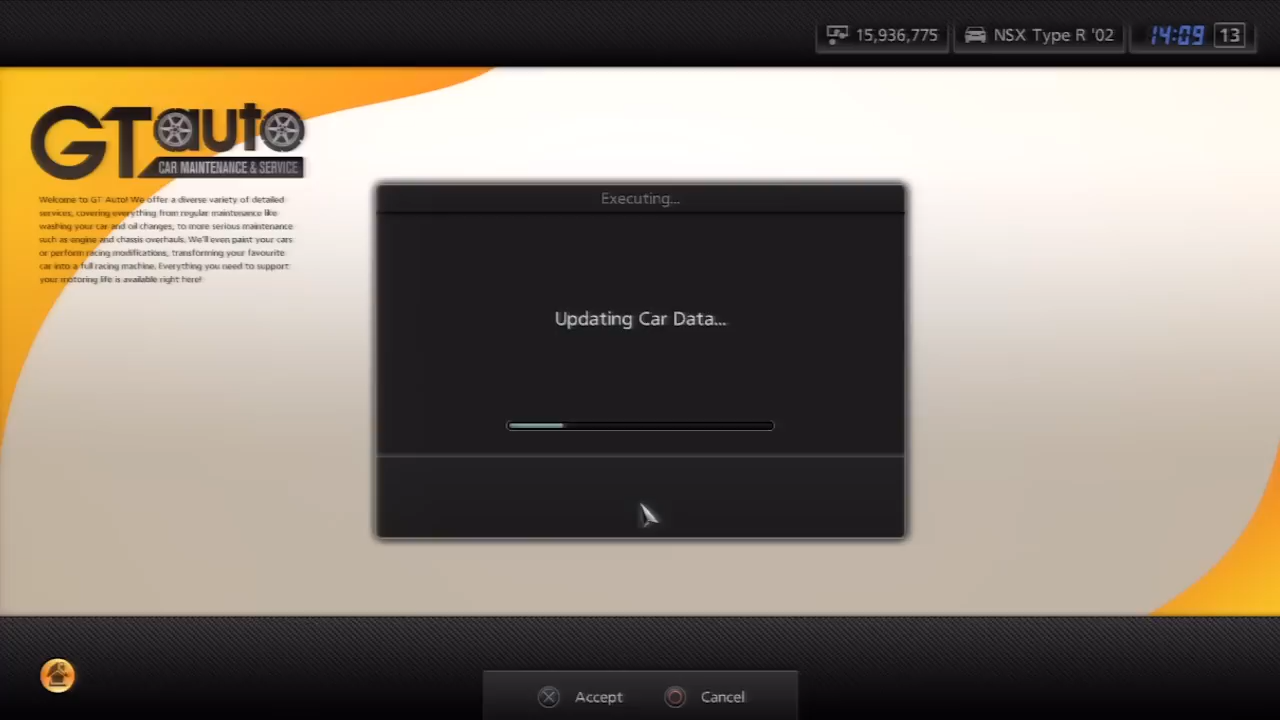 15,936,775
NSX Type R '02
14:09
13
GT auto
CAR MAINTENANCE & SERVICE
Welcome to GT Auto! We offer a diverse variety of detailed
services, covering everything from regular maintenance like
washing your car and oil changes, to more serious maintenance
such as engine and chassis overhauls. We'll even paint your cars
or perform racing modifications, transforming your favourite
car into a full racing machine. Everything you need to support
your motoring life is available right here!
Executing...
Updating Car Data...
Accept
Cancel